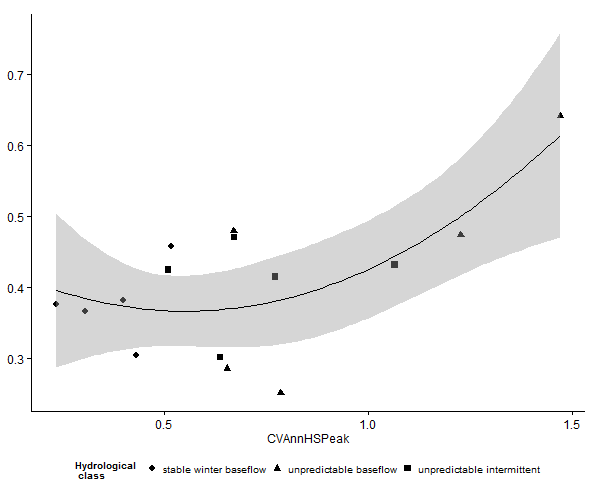 0.7
0.6
0.5
0.4
0.3
0.5
1.0
1.5
CVAnnHSPeak
Hydrological
class
stable winter baseflow
unpredictable baseflow
unpredictable intermittent